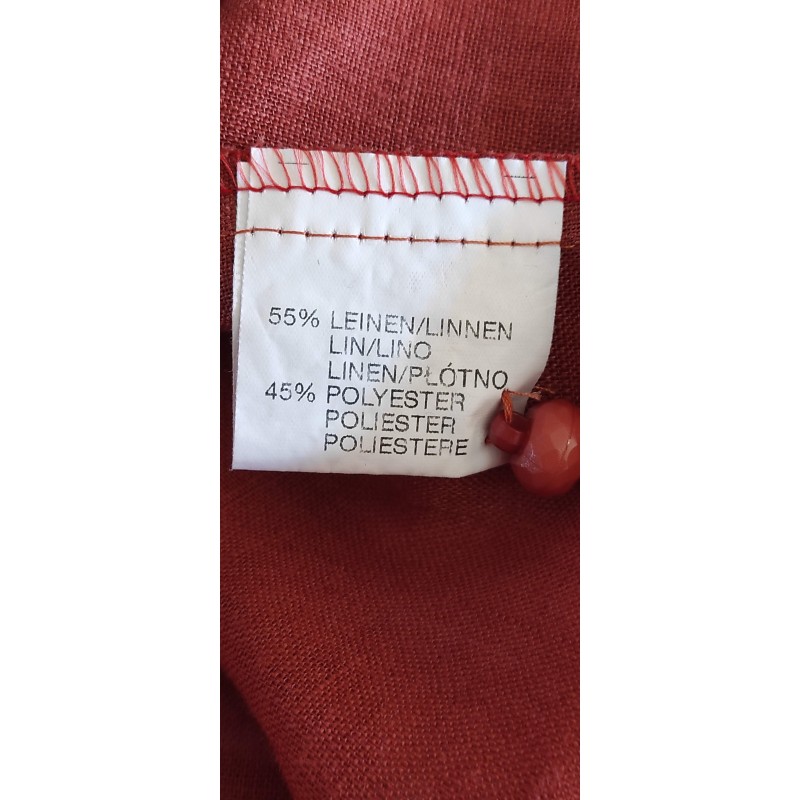 55% LEINEN/LINNEN
LIN/LINO
LINEN/PŁÓTNO
45% POLYESTER
POLIESTER
POLIESTERE